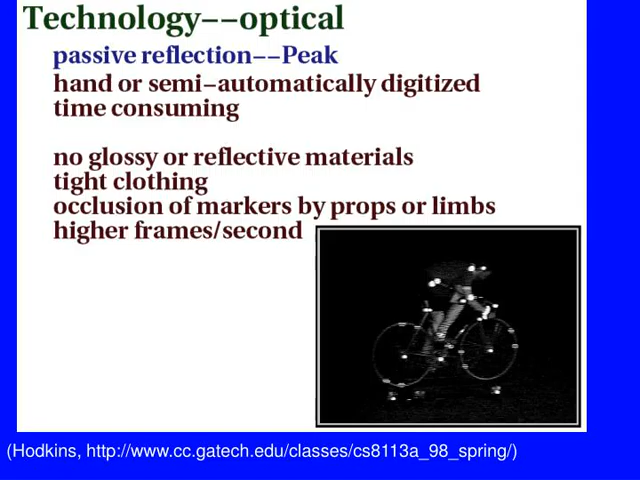 Technology--optical
passive reflection--Peak
hand or semi-automatically digitized
time consuming
no glossy or reflective materials
tight clothing
occlusion of markers by props or limbs
higher frames/second
(Hodkins, http://www.cc.gatech.edu/classes/cs8113a_98_spring/)